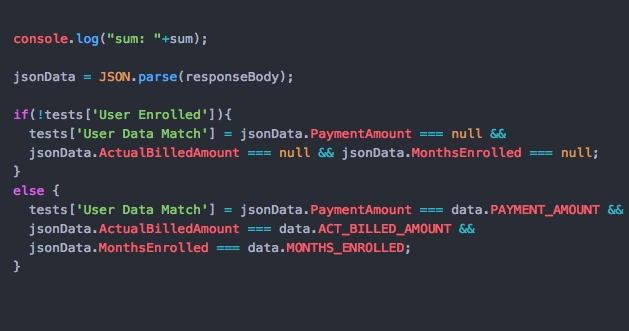 console.log("sum: "+sum);
jsonData = JSON.parse(responseBody);
if(!tests['User Enrolled']){
tests['User Data Match'] = jsonData.PaymentAmount === null &&
jsonData.ActualBilledAmount === null && jsonData.MonthsEnrolled === null;
}
else {
tests['User Data Match'] = jsonData.PaymentAmount === data.PAYMENT_AMOUNT &&
jsonData.ActualBilledAmount === data.ACT_BILLED_AMOUNT &&
jsonData.MonthsEnrolled === data.MONTHS_ENROLLED;
}